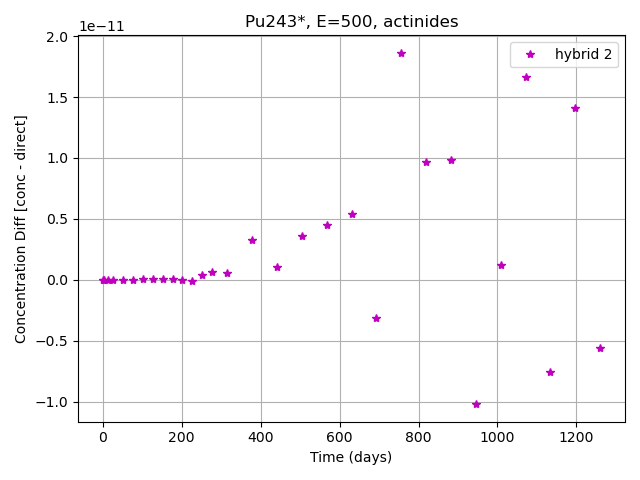 Pu243*, E=500, actinides
1e−11
hybrid 2
2.0
1.5
1.0
0.5
0.0
−0.5
−1.0
Concentration Diff [conc - direct]
0 200 400 600 800 1000 1200
Time (days)